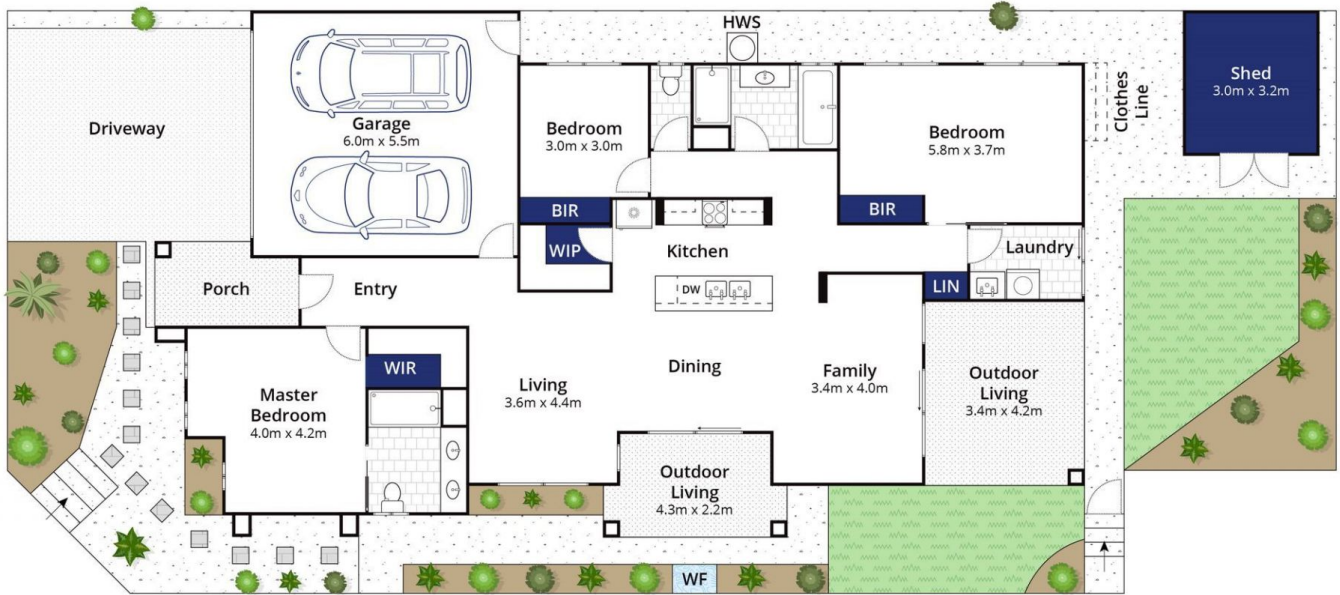 HWS
Shed
3.0m x 3.2m
Clothes
Line
Driveway
Garage
6.0m x 5.5m
Bedroom
3.0m x 3.0m
Bedroom
5.8m x 3.7m
BIR
BIR
WIP
Kitchen
Laundry
Porch
Entry
DW
LIN
WIR
Living
3.6m x 4.4m
Dining
Family
3.4m x 4.0m
Outdoor
Living
3.4m x 4.2m
Master
Bedroom
4.0m x 4.2m
Outdoor
Living
4.3m x 2.2m
WF